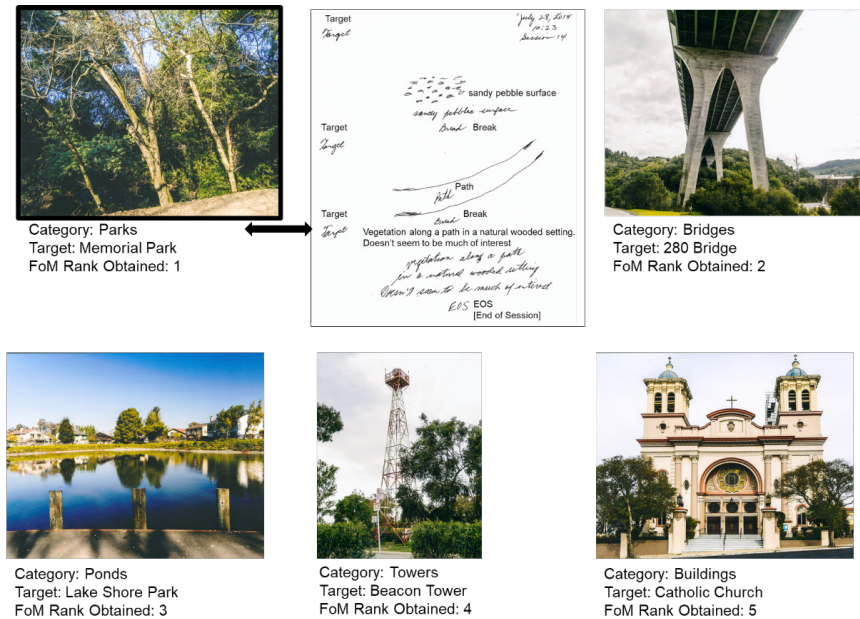 Target
Target
July 28, 2014
10:23
Session 14
sandy pebble surface
sandy pebble surface
Break Break
Target
Target
Path
Path
Target
Break
Break
Target
Vegetation along a path in a natural wooded setting.
Doesn't seem to be much of interest
vegetation along a path
in a natural wooded setting
Doesn't seem to be much of interest
EOS EOS
[End of Session]
Category: Parks
Target: Memorial Park
FoM Rank Obtained: 1
Category: Bridges
Target: 280 Bridge
FoM Rank Obtained: 2
Category: Ponds
Target: Lake Shore Park
FoM Rank Obtained: 3
Category: Towers
Target: Beacon Tower
FoM Rank Obtained: 4
Category: Buildings
Target: Catholic Church
FoM Rank Obtained: 5